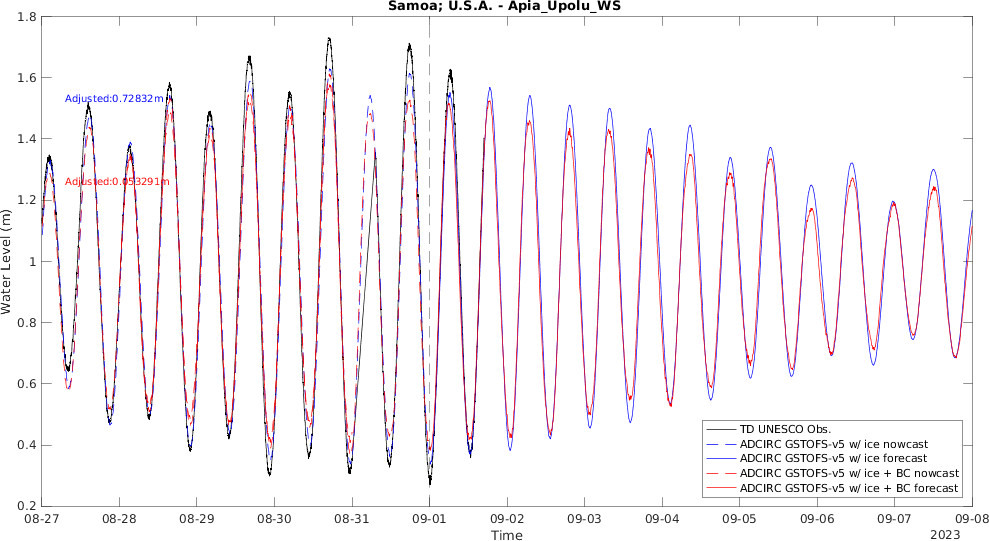 Samoa; U.S.A. - Apia_Upolu_WS
1.8
1.6
1.4
1.2
1
0.8
0.6
0.4
0.2
Water Level (m)
Adjusted:0.72832m
Adjusted:0.053291m
TD UNESCO Obs.
ADCIRC GSTOFS-v5 w/ ice nowcast
ADCIRC GSTOFS-v5 w/ ice forecast
ADCIRC GSTOFS-v5 w/ ice + BC nowcast
ADCIRC GSTOFS-v5 w/ ice + BC forecast
08-27 08-28 08-29 08-30 08-31 09-01 09-02 09-03 09-04 09-05 09-06 09-07 09-08
Time
2023